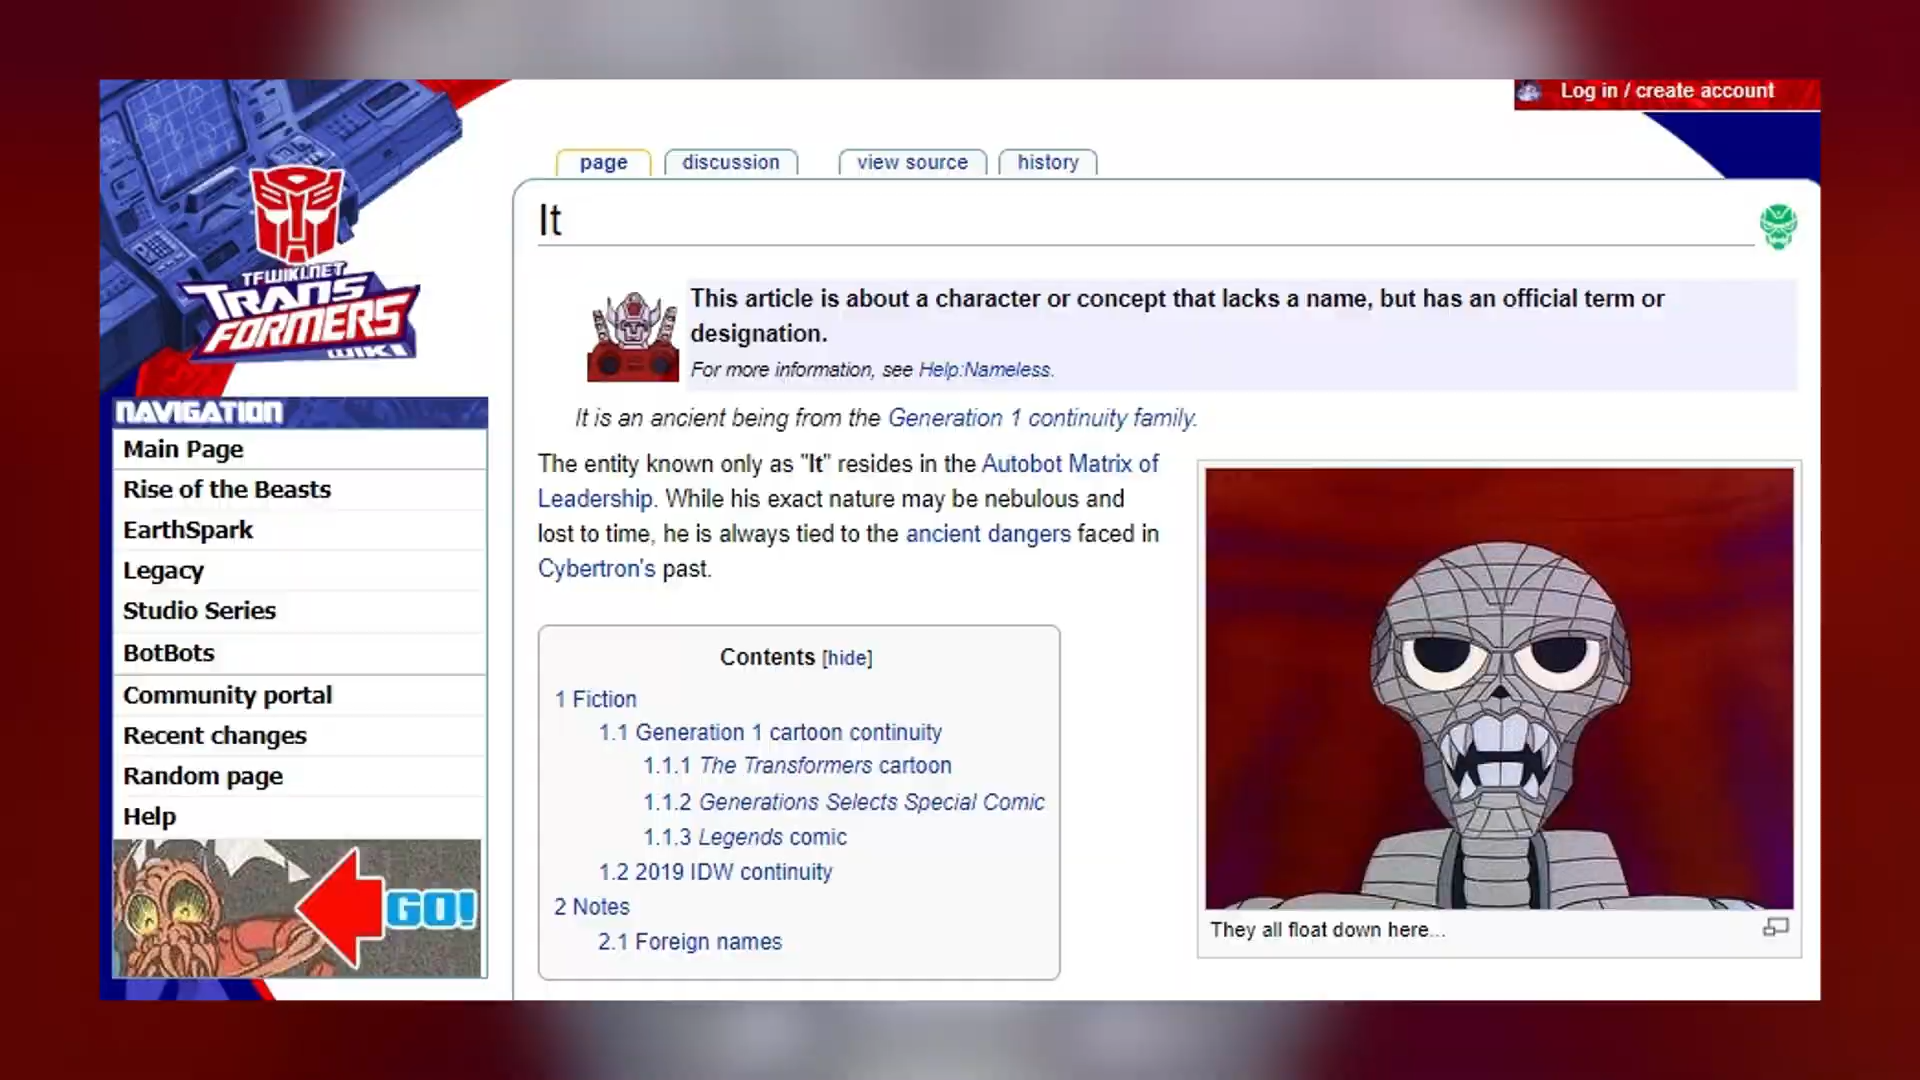 Log in / create account
page
discussion
view source
history
It
This article is about a character or concept that lacks a name, but has an official term or
designation.
For more information, see Help:Nameless.
It is an ancient being from the Generation 1 continuity family.
The entity known only as "It" resides in the Autobot Matrix of
Leadership. While his exact nature may be nebulous and
lost to time, he is always tied to the ancient dangers faced in
Cybertron's past.
Contents [hide]
1 Fiction
1.1 Generation 1 cartoon continuity
1.1.1 The Transformers cartoon
1.1.2 Generations Selects Special Comic
1.1.3 Legends comic
1.2 2019 IDW continuity
2 Notes
2.1 Foreign names
They all float down here...
TFWIKI.NET
TRANS
FORMERS
WIKI
NAVIGATION
Main Page
Rise of the Beasts
EarthSpark
Legacy
Studio Series
BotBots
Community portal
Recent changes
Random page
Help
GO!